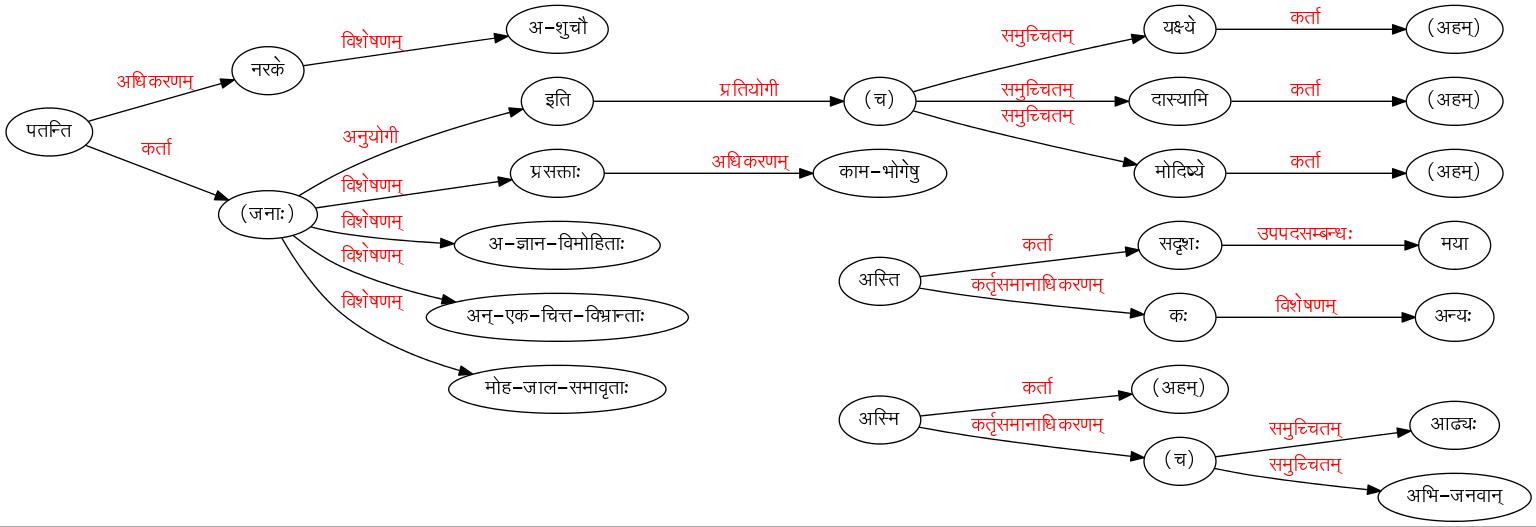 अ-शुचौ
यक्ष्ये
कर्ता
(अहम्)
समुच्चितम्
विशेषणम्
नरके
अधिकरणम्
इति
प्रतियोगी
(च)
समुच्चितम्
दास्यामि
कर्ता
(अहम्)
समुच्चितम्
पतन्ति
कर्ता
अनुयोगी
विशेषणम्
प्रसक्ताः
अधिकरणम्
काम-भोगेषु
मोदिष्ये
कर्ता
(अहम्)
(जनाः)
विशेषणम्
अ-ज्ञान-विमोहिताः
विशेषणम्
कर्ता
सदृशः
उपपदसम्बन्धः
मया
अस्ति
कर्तृसमानाधिकरणम्
विशेषणम्
अन्-एक-चित्त-विभ्रान्ताः
कः
विशेषणम्
अन्यः
मोह-जाल-समावृताः
कर्ता
(अहम्)
अस्मि
कर्तृसमानाधिकरणम्
समुच्चितम्
आढ्यः
(च)
समुच्चितम्
अभि-जनवान्